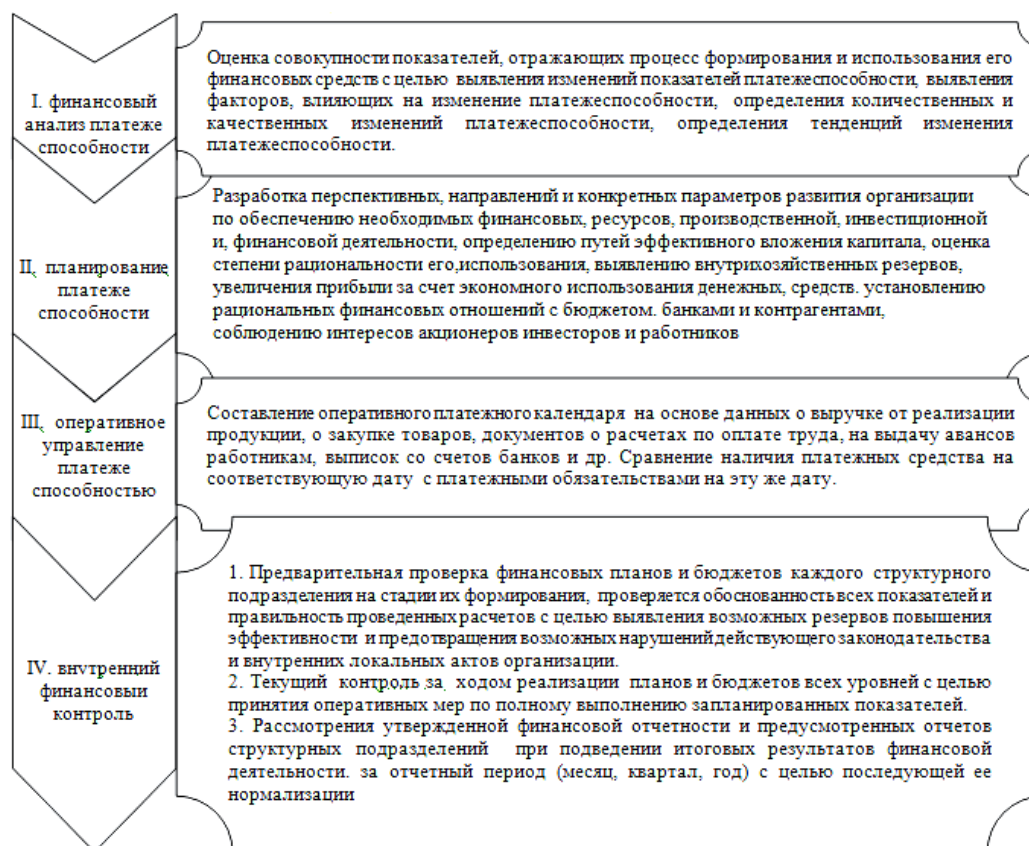 I. финансовый
анализ платеже
способности
Оценка совокупности показателей, отражающих процесс формирования и использования его
финансовых средств с целью выявления изменений показателей платежеспособности, выявления
факторов, влияющих на изменение платежеспособности, определения количественных и
качественных изменений платежеспособности, определения тенденций изменения
платежеспособности.
II, планирование
платеже
способности
Разработка перспективных, направлений и конкретных параметров развития организации
по обеспечению необходимых финансовых, ресурсов, производственной, инвестиционной
и, финансовой деятельности, определению путей эффективного вложения капитала, оценка
степени рациональности его,использования, выявлению внутрихозяйственных резервов,
увеличения прибыли за счет экономного использования денежных, средств. установлению
рациональных финансовых отношений с бюджетом. банками и контрагентами,
соблюдению интересов акционеров инвесторов и работников
III, оперативное
управление
платеже
способностью
Составление оперативного платежного календаря на основе данных о выручке от реализации
продукции, о закупке товаров, документов о расчетах по оплате труда, на выдачу авансов
работникам, выписок со счетов банков и др. Сравнение наличия платежных средства на
соответствующую дату с платежными обязательствами на эту же дату.
IV. внутренний
финансовый
контроль
1. Предварительная проверка финансовых планов и бюджетов каждого структурного
подразделения на стадии их формирования, проверяется обоснованность всех показателей и
правильность проведенных расчетов с целью выявления возможных резервов повышения
эффективности и предотвращения возможных нарушений действующего законодательства
и внутренних локальных актов организации.
2. Текущий контроль за ходом реализации планов и бюджетов всех уровней с целью
принятия оперативных мер по полному выполнению запланированных показателей.
3. Рассмотрения утвержденной финансовой отчетности и предусмотренных отчетов
структурных подразделений при подведении итоговых результатов финансовой
деятельности. за отчетный период (месяц, квартал, год) с целью последующей ее
нормализации